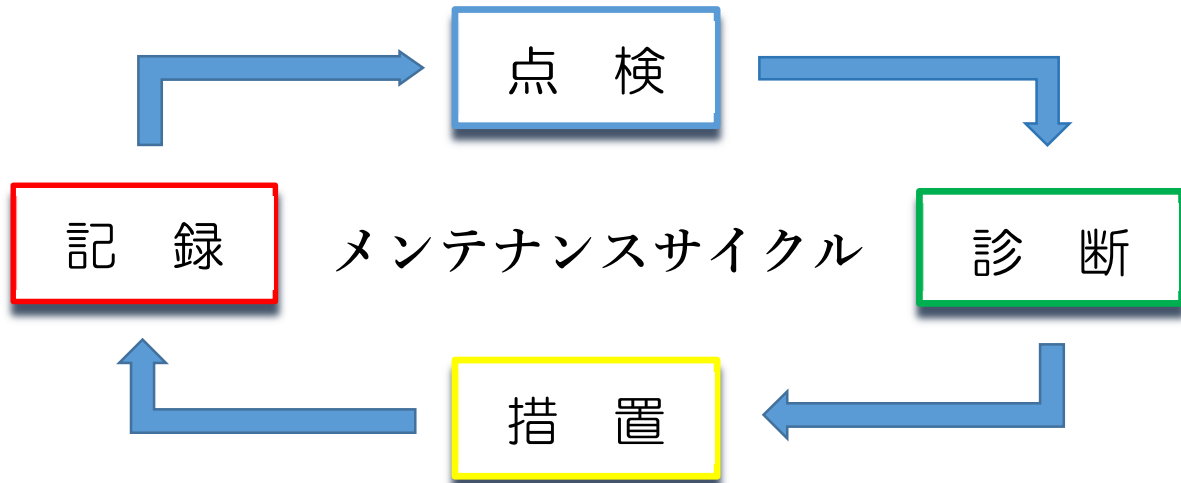 点　検
記　録
メンテナンスサイクル
診　断
措　置